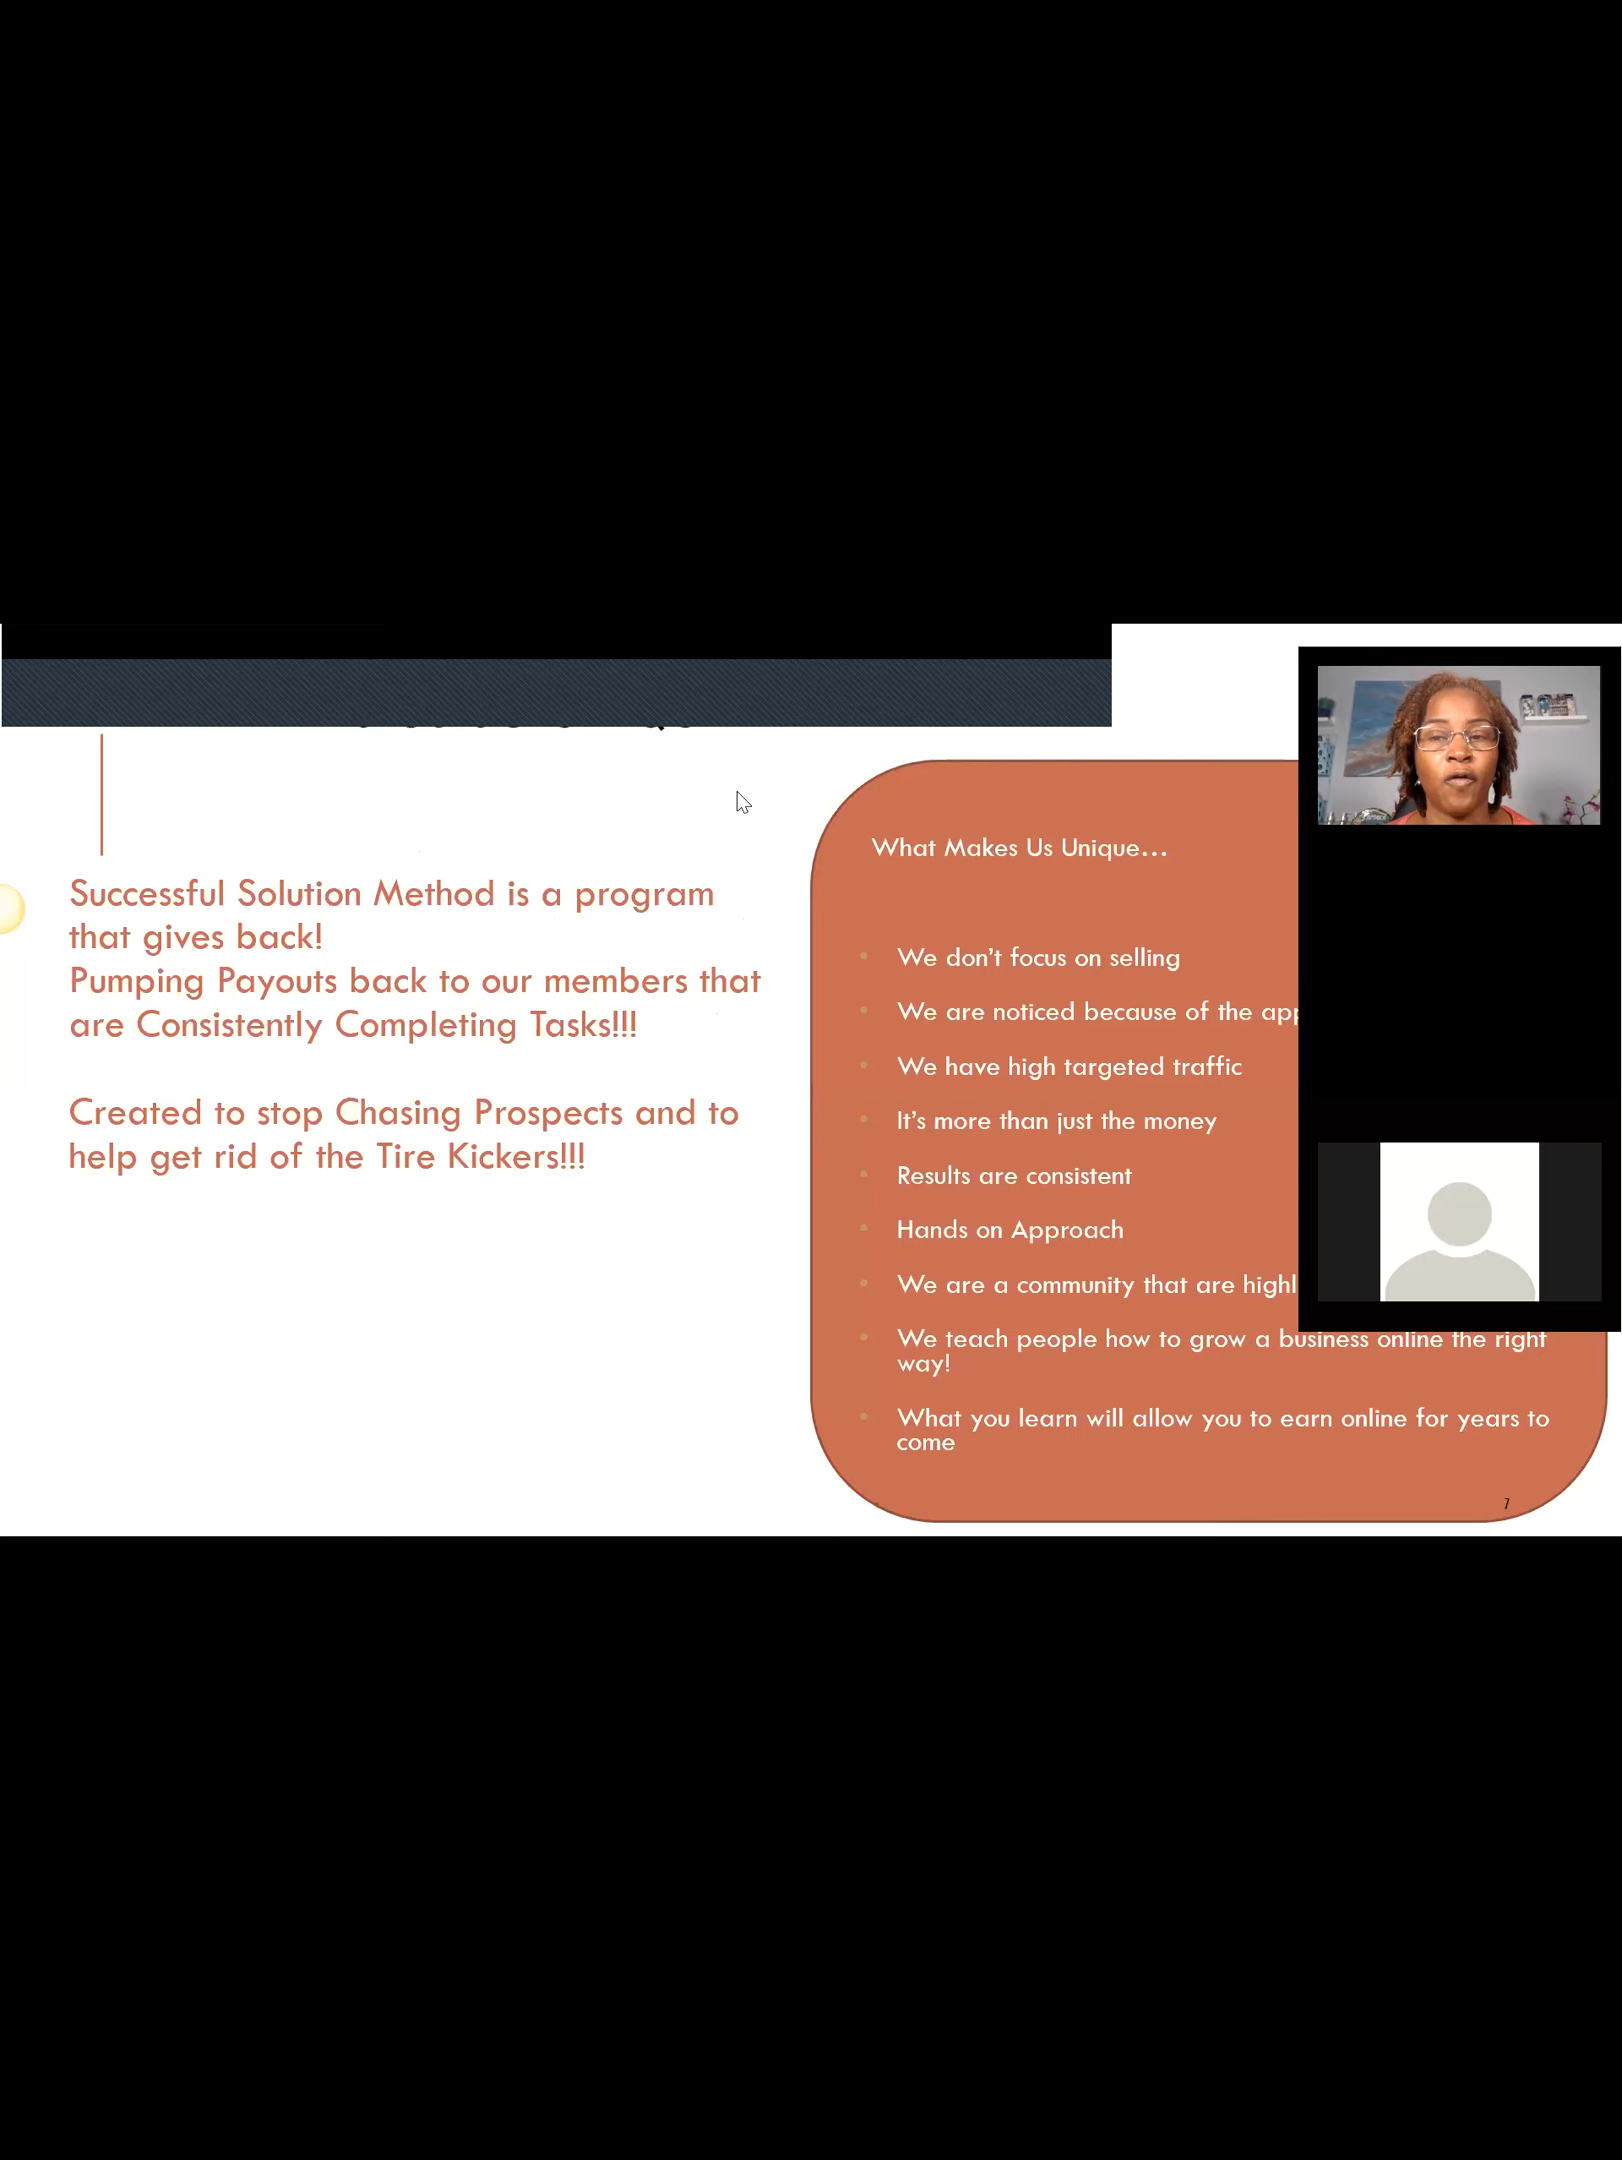 Successful Solution Method is a program
that gives back!
Pumping Payouts back to our members that
are Consistently Completing Tasks!!!
Created to stop Chasing Prospects and to
help get rid of the Tire Kickers!!!
What Makes Us Unique...
• We don't focus on selling
• We are noticed because of the
• We have high targeted traffic
• It's more than just the money
• Results are consistent
• Hands on Approach
• We are a community that are
• We teach people how to grow a business online the right
way!
• What you learn will allow you to earn online for years to
come
7